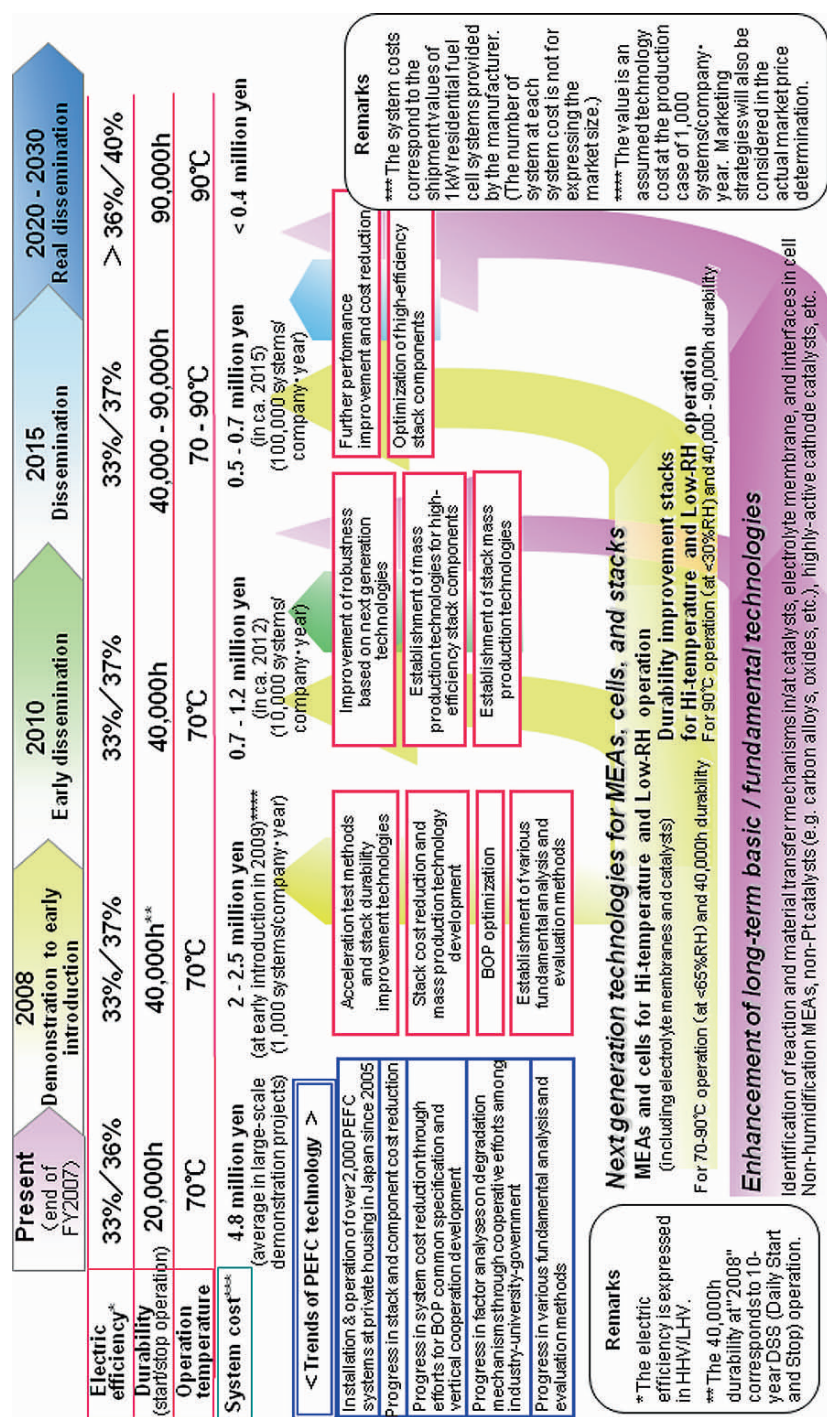 Present
(end of
FY2007)
2008
Demonstration to early
introduction
2010
Early dissemination
2015
Dissemination
2020 - 2030
Real dissemination
Electric
efficiency*
33%/36%
33%/37%
33%/37%
33%/37%
> 36%/40%
Durability
(start/stop operation)
20,000h
40,000h**
40,000h
40,000 - 90,000h
90,000h
Operation
temperature
70℃
70℃
70℃
70 - 90℃
90℃
System cost***
4.8 million yen
(average in large-scale
demonstration projects)
2 - 2.5 million yen
(at early introduction in 2009)****
(1,000 systems/company･year)
0.7 - 1.2 million yen
(in ca. 2012)
(10,000 systems/
company･year)
0.5 - 0.7 million yen
(in ca. 2015)
(100,000 systems/
company･year)
< 0.4 million yen
< Trends of PEFC technology >
Installation & operation of over 2,000 PEFC
systems at private housing in Japan since 2005
Progress in stack and component cost reduction
Progress in system cost reduction through
efforts for BOP common specification and
vertical cooperation development
Progress in factor analyses on degradation
mechanisms through cooperative efforts among
industry-university-government
Progress in various fundamental analysis and
evaluation methods
Acceleration test methods
and stack durability
improvement technologies
Stack cost reduction and
mass production technology
development
BOP optimization
Establishment of various
fundamental analysis and
evaluation methods
Improvement of robustness
based on next generation
technologies
Establishment of mass
production technologies for high-
efficiency stack components
Establishment of stack mass
production technologies
Further performance
improvement and cost reduction
Optimization of high-efficiency
stack components
Next generation technologies for MEAs, cells, and stacks
MEAs and cells for Hi-temperature and Low-RH operation
(including electrolyte membranes and catalysts)
For 70-90℃ operation (at <65%RH) and 40,000h durability
Durability improvement stacks
for Hi-temperature and Low-RH operation
For 90℃ operation (at <30%RH) and 40,000 - 90,000h durability
Enhancement of long-term basic / fundamental technologies
Identification of reaction and material transfer mechanisms in/at catalysts, electrolyte membrane, and interfaces in cell
Non-humidification MEAs, non-Pt catalysts (e.g. carbon alloys, oxides, etc.), highly-active cathode catalysts, etc.
Remarks
* The electric
efficiency is expressed
in HHV/LHV.
** The 40,000h
durability at "2008"
corresponds to 10-
year DSS (Daily Start
and Stop) operation.
Remarks
*** The system costs
correspond to the
shipment values of
1kW residential fuel
cell systems provided
by the manufacturer.
(The number of
system at each
system cost is not for
expressing the
market size.)
**** The value is an
assumed technology
cost at the production
case of 1,000
systems/company･
year. Marketing
strategies will also be
considered in the
actual market price
determination.